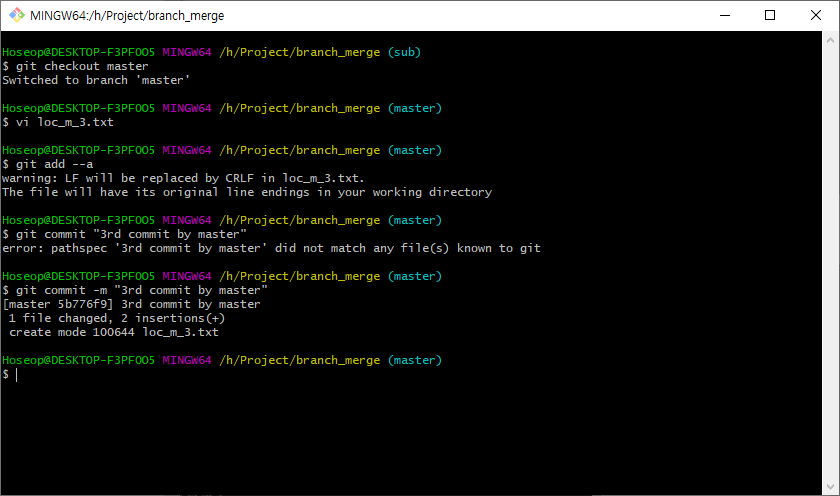 MINGW64:/h/Project/branch_merge
Hoseop@DESKTOP-F3PFOO5 MINGW64 /h/Project/branch_merge (sub)
$ git checkout master
Switched to branch 'master'
Hoseop@DESKTOP-F3PFOO5 MINGW64 /h/Project/branch_merge (master)
$ vi loc_m_3.txt
Hoseop@DESKTOP-F3PFOO5 MINGW64 /h/Project/branch_merge (master)
$ git add --a
warning: LF will be replaced by CRLF in loc_m_3.txt.
The file will have its original line endings in your working directory
Hoseop@DESKTOP-F3PFOO5 MINGW64 /h/Project/branch_merge (master)
$ git commit "3rd commit by master"
error: pathspec '3rd commit by master' did not match any file(s) known to git
Hoseop@DESKTOP-F3PFOO5 MINGW64 /h/Project/branch_merge (master)
$ git commit -m "3rd commit by master"
[master 5b776f9] 3rd commit by master
 1 file changed, 2 insertions(+)
 create mode 100644 loc_m_3.txt
Hoseop@DESKTOP-F3PFOO5 MINGW64 /h/Project/branch_merge (master)
$